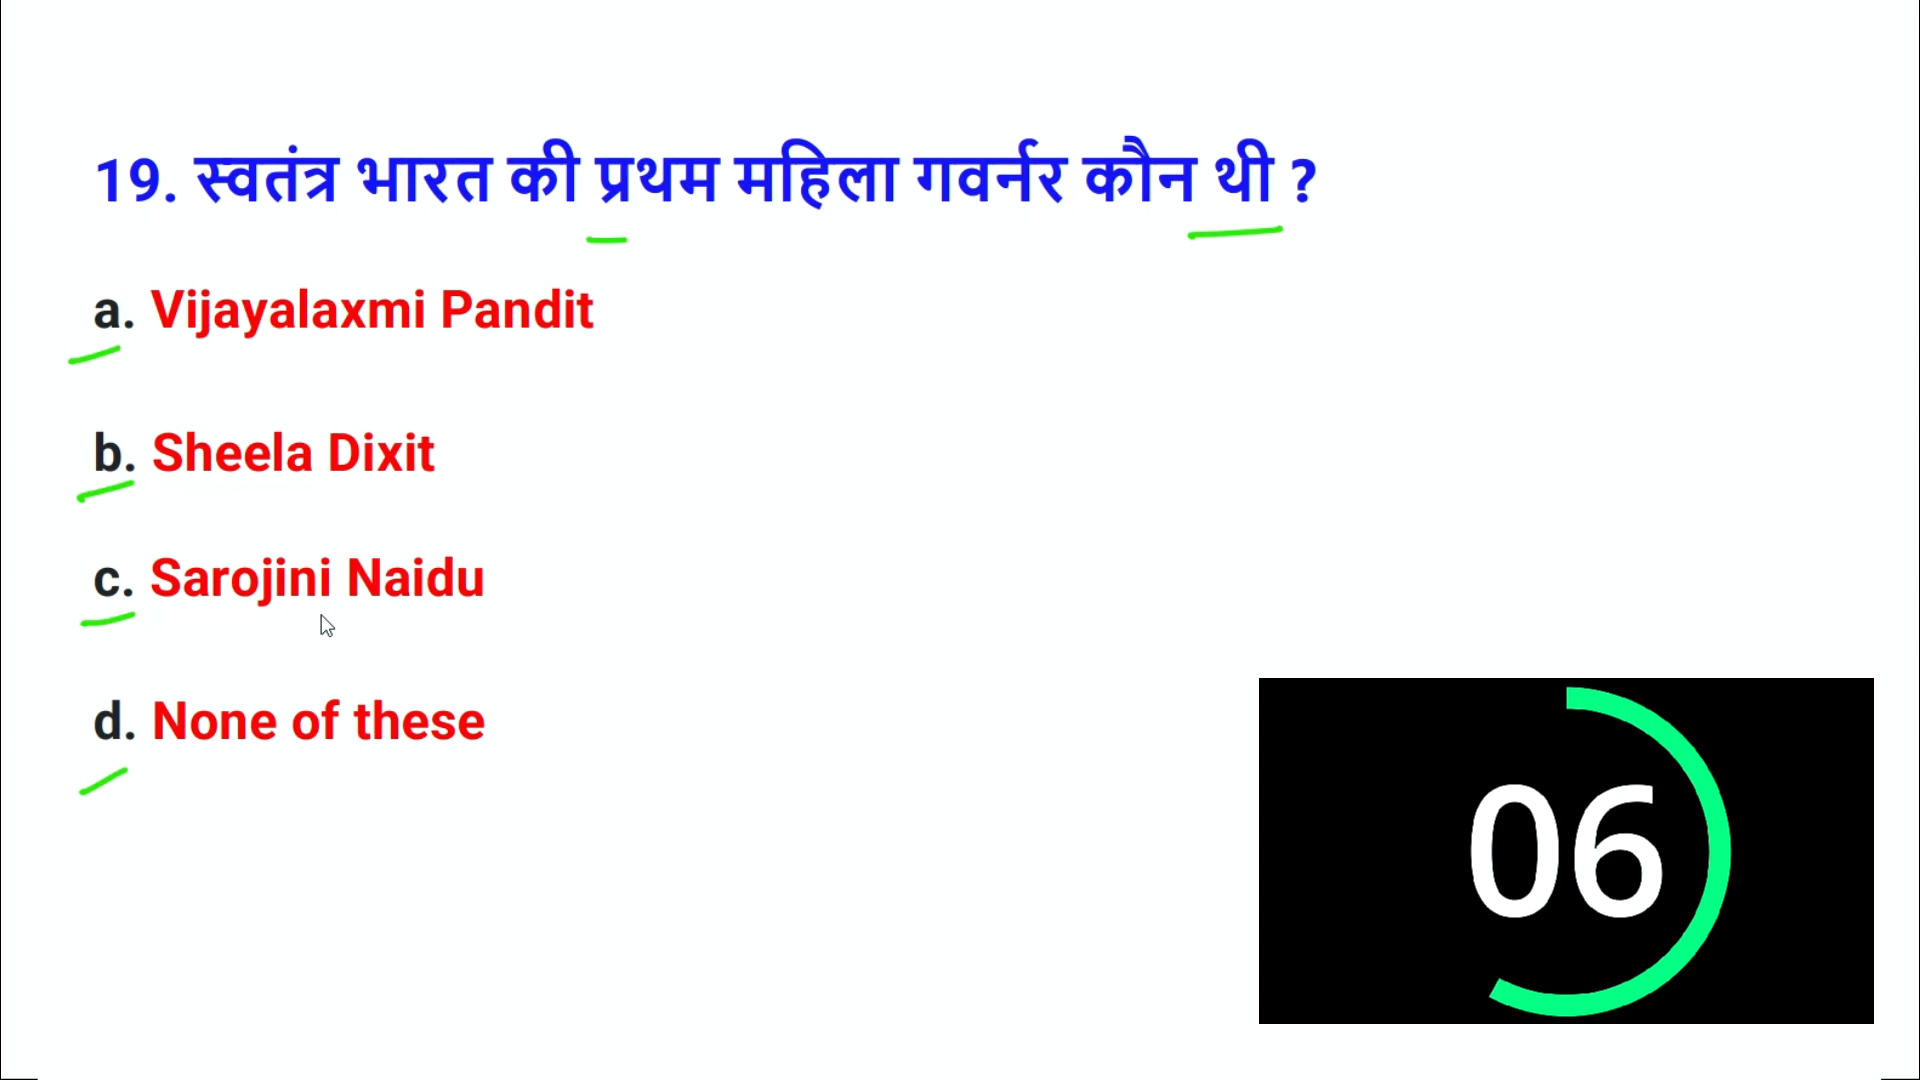 19. स्वतंत्र भारत की प्रथम महिला गवर्नर कौन थी ?
a. Vijayalaxmi Pandit
b. Sheela Dixit
c. Sarojini Naidu
d. None of these
06